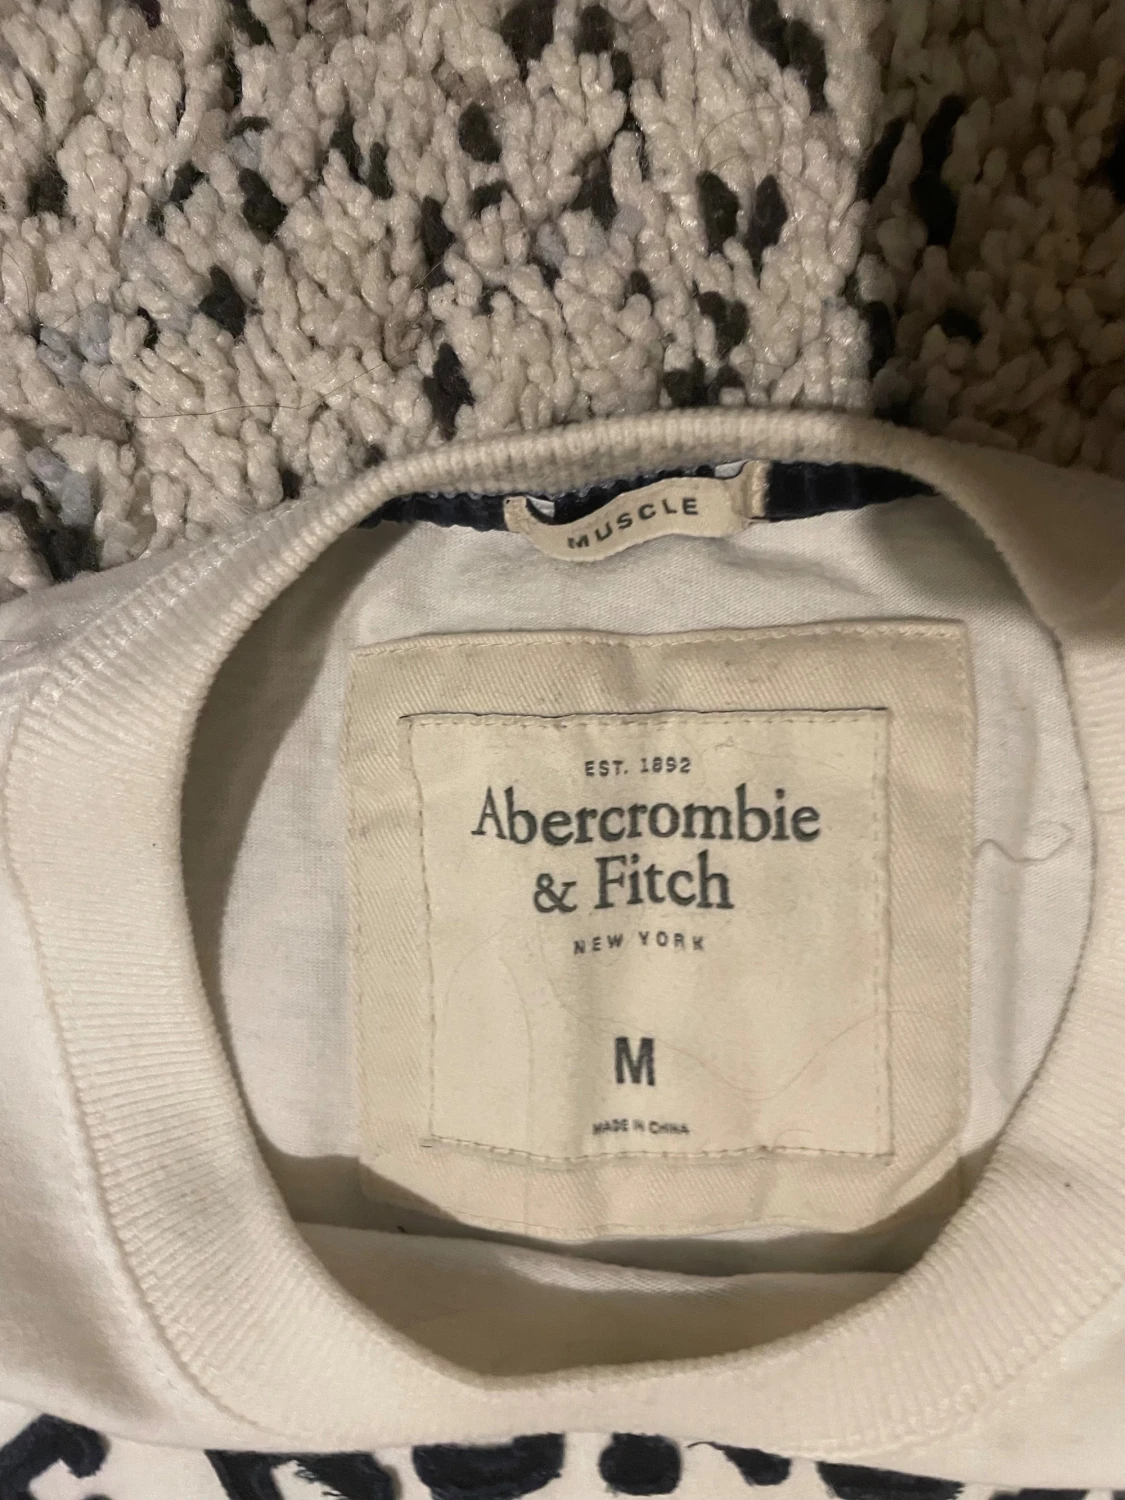 MUSCLE
EST. 1892
Abercrombie
& Fitch
NEW YORK
M
MADE IN CHINA